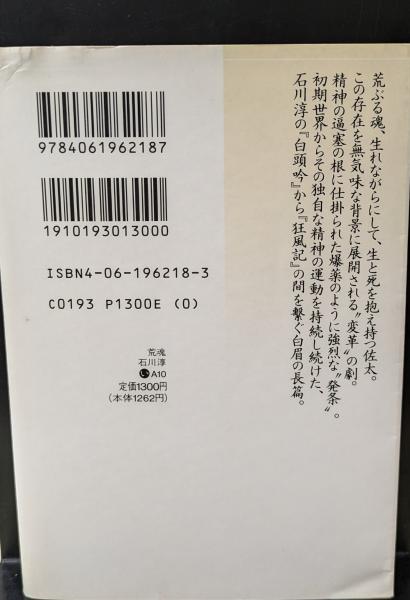 荒ぶる魂、生れながらにして、生と死を抱え持つ佐太。
この存在を無気味な背景に展開される〝変革〟の劇。
精神の逼塞の根に仕掛られた爆薬のように強烈な〝発条〟。
初期世界からその独自な精神の運動を持続し続けた、
石川淳の『白頭吟』から『狂風記』の間を繋ぐ白眉の長篇。
9784061962187
1910193013000
ISBN4-06-196218-3
C0193 P1300E (0)
荒魂
石川淳
い A10
定価1300円
(本体1262円)